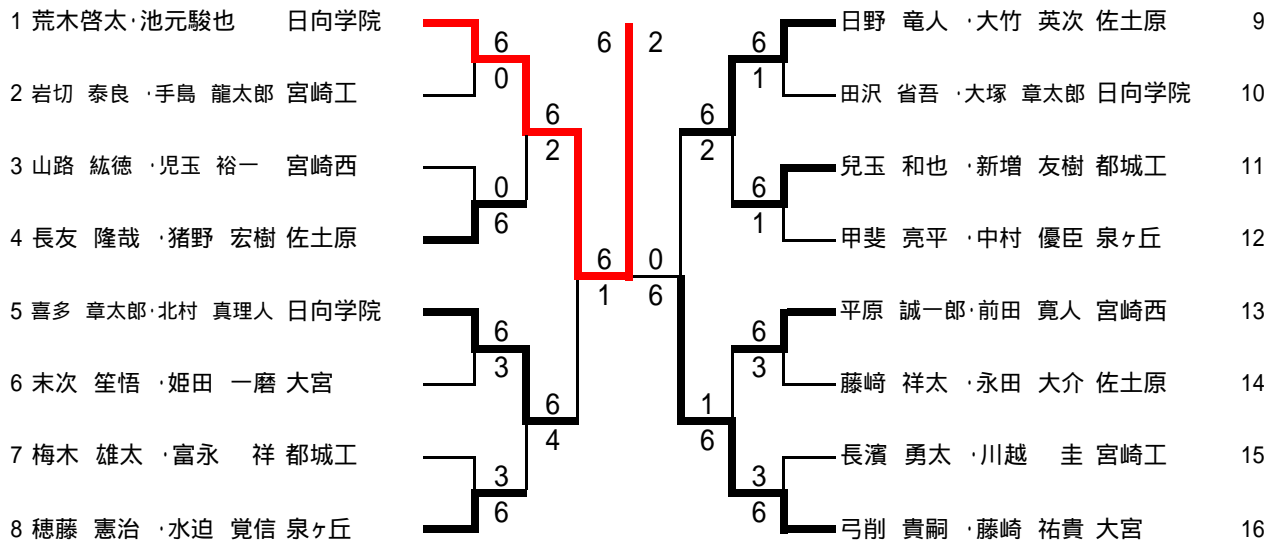 1 荒木啓太・池元駿也 日向学院
2 岩切 泰良 ・手島 龍太郎 宮崎工
3 山路 紘徳 ・児玉 裕一 宮崎西
4 長友 隆哉 ・猪野 宏樹 佐土原
5 喜多 章太郎・北村 真理人 日向学院
6 末次 笙悟 ・姫田 一磨 大宮
7 梅木 雄太 ・富永 祥 都城工
8 穂藤 憲治 ・水迫 覚信 泉ヶ丘
6
0
0
6
6
3
3
6
6
2
6
4
6
1
6 2
0
6
6
2
1
6
6
1
6
1
6
3
3
6
日野 竜人 ・大竹 英次 佐土原 9
田沢 省吾 ・大塚 章太郎 日向学院 10
兒玉 和也 ・新増 友樹 都城工 11
甲斐 亮平 ・中村 優臣 泉ヶ丘 12
平原 誠一郎・前田 寛人 宮崎西 13
藤﨑 祥太 ・永田 大介 佐土原 14
長濱 勇太 ・川越 圭 宮崎工 15
弓削 貴嗣 ・藤崎 祐貴 大宮 16